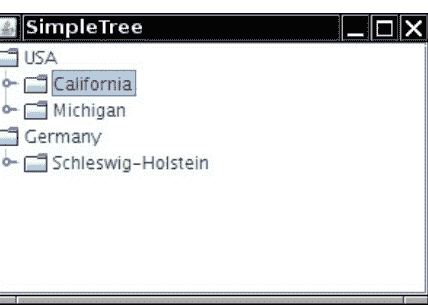 SimpleTree
USA
California
Michigan
Germany
Schleswig-Holstein